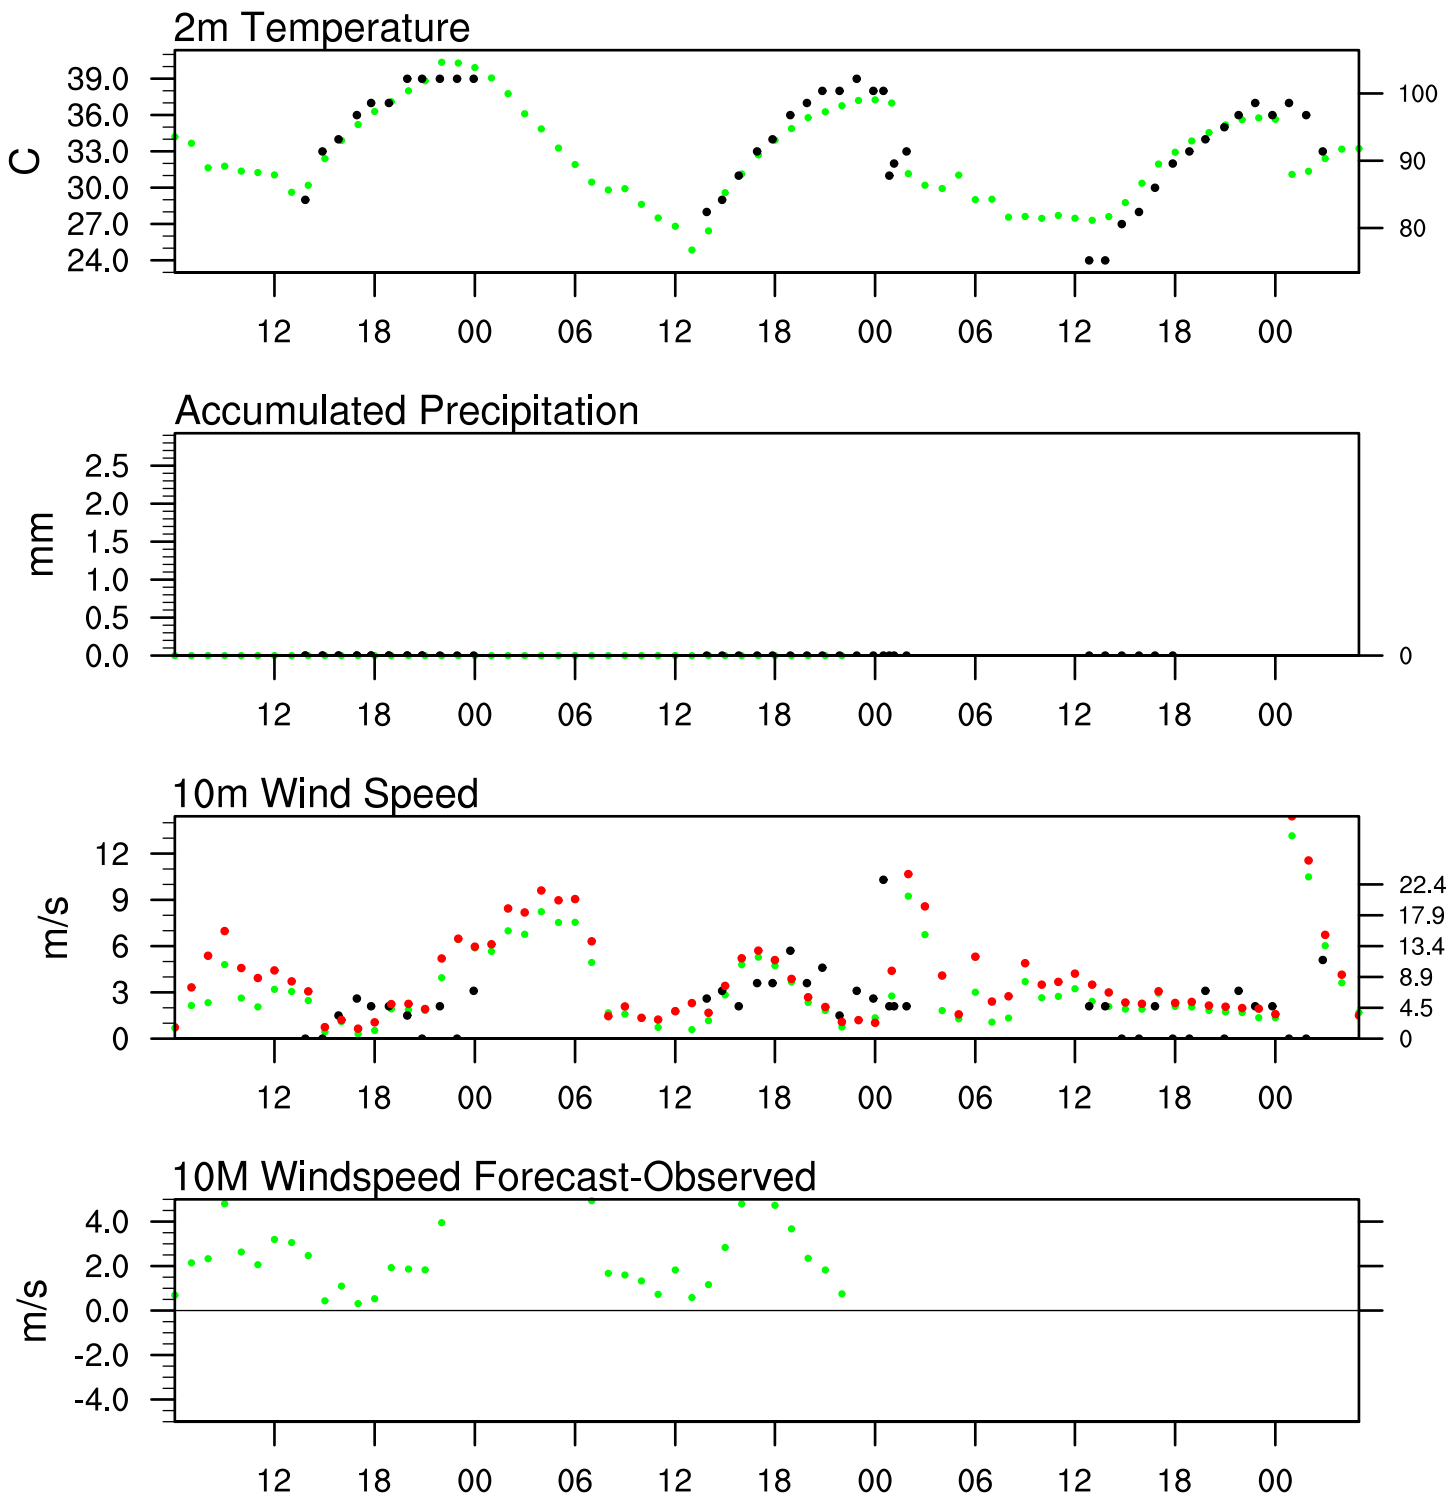 2m Temperature
39.0
36.0
33.0
30.0
27.0
24.0
C
100
90
80
12 18 00 06 12 18 00 06 12 18 00
Accumulated Precipitation
2.5
2.0
1.5
1.0
0.5
0.0
mm
0
12 18 00 06 12 18 00 06 12 18 00
10m Wind Speed
12
9
6
3
0
m/s
22.4
17.9
13.4
8.9
4.5
0
12 18 00 06 12 18 00 06 12 18 00
10M Windspeed Forecast-Observed
4.0
2.0
0.0
-2.0
-4.0
m/s
12 18 00 06 12 18 00 06 12 18 00